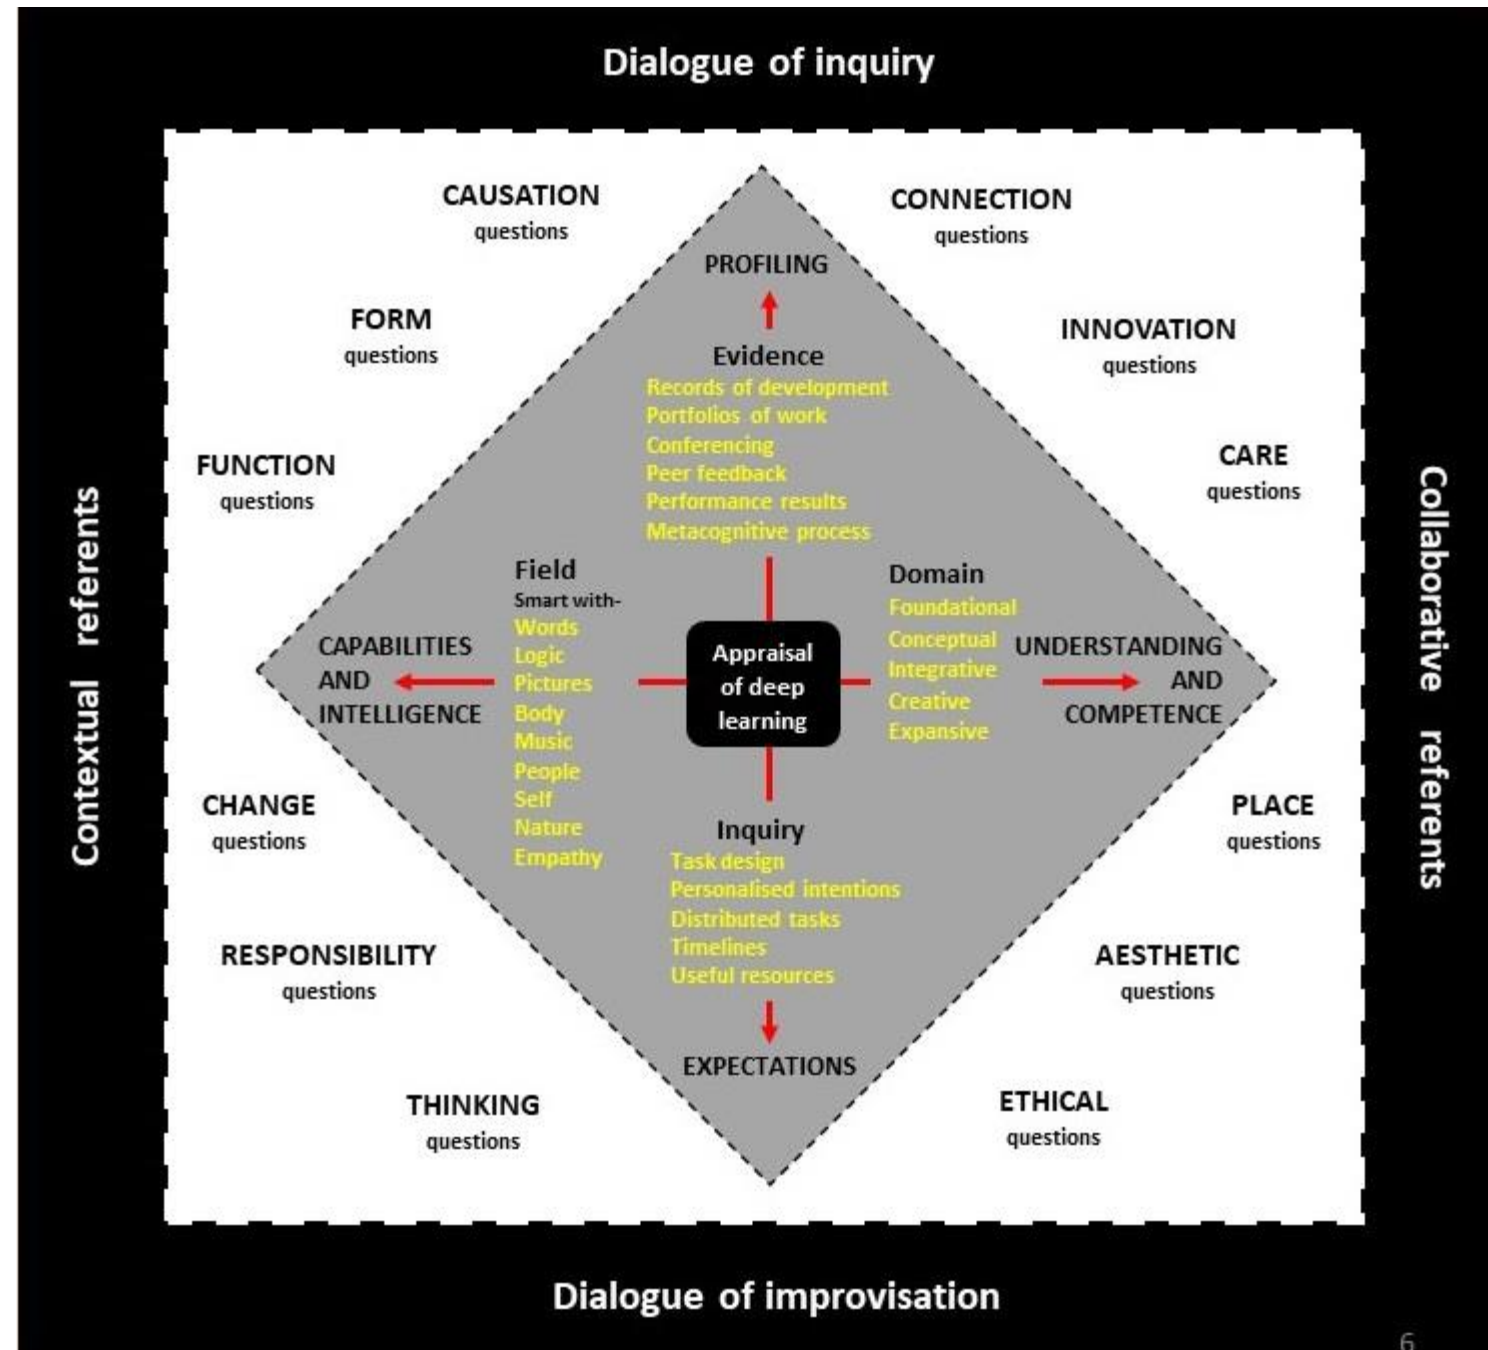 Dialogue of inquiry
CAUSATION
questions
CONNECTION
questions
FORM
questions
INNOVATION
questions
FUNCTION
questions
CARE
questions
PROFILING
Evidence
Records of development
Portfolios of work
Conferencing
Peer feedback
Performance results
Metacognitive process
Contextual referents
Collaborative referents
CAPABILITIES
AND
INTELLIGENCE
Field
Smart with-
Words
Logic
Pictures
Body
Music
People
Self
Nature
Empathy
Appraisal
of deep
learning
Domain
Foundational
Conceptual
Integrative
Creative
Expansive
UNDERSTANDING
AND
COMPETENCE
Inquiry
Task design
Personalised intentions
Distributed tasks
Timelines
Useful resources
EXPECTATIONS
CHANGE
questions
PLACE
questions
RESPONSIBILITY
questions
AESTHETIC
questions
THINKING
questions
ETHICAL
questions
Dialogue of improvisation
6